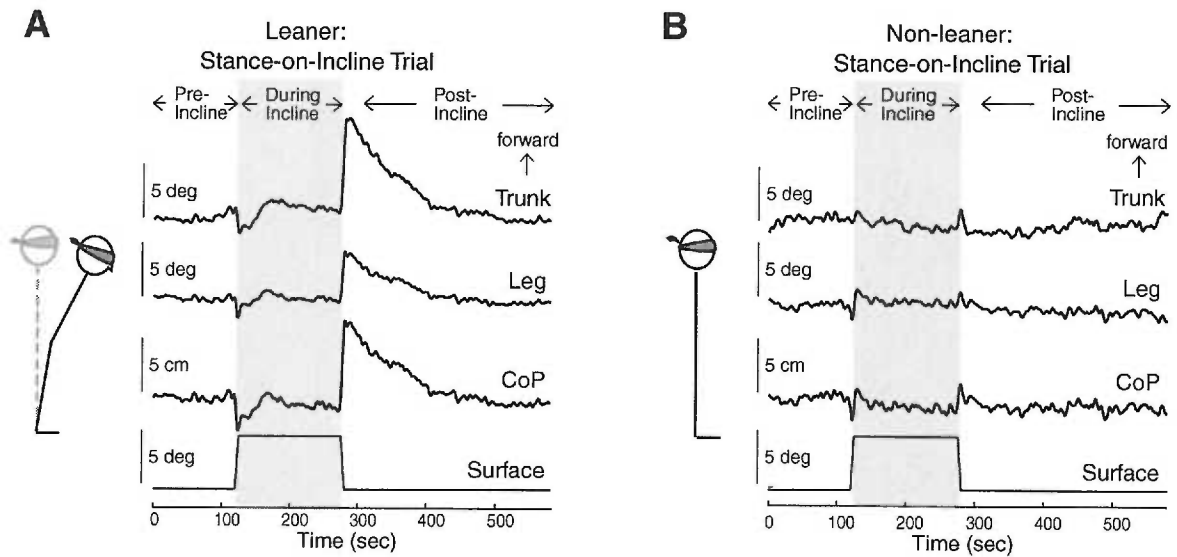 A
Leaner:
Stance-on-Incline Trial
Pre-
Incline
During
Incline
Post-
Incline
forward
5 deg
Trunk
5 deg
Leg
5 cm
CoP
5 deg
Surface
0 100 200 300 400 500
Time (sec)
B
Non-leaner:
Stance-on-Incline Trial
Pre-
Incline
During
Incline
Post-
Incline
forward
5 deg
Trunk
5 deg
Leg
5 cm
CoP
5 deg
Surface
0 100 200 300 400 500
Time (sec)